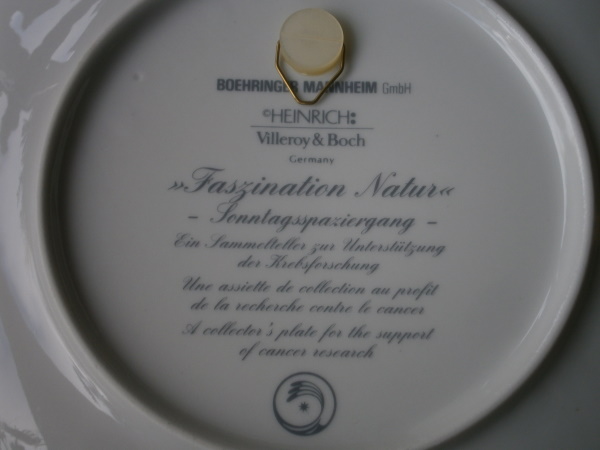 BOEHRINGER MANNHEIM GmbH
©HEINRICH:
Villeroy & Boch
Germany
»Faszination Natur«
– Sonntagsspaziergang –
Ein Sammelteller zur Unterstützung
der Krebsforschung
Une assiette de collection au profit
de la recherche contre le cancer
A collector's plate for the support
of cancer research